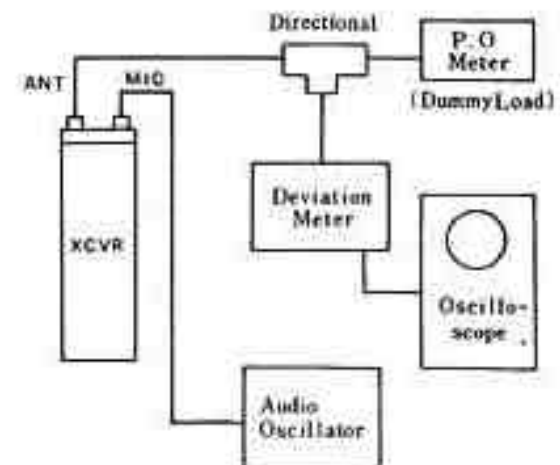 Directional
P.O
Meter
(DummyLoad)
ANT
MIC
XCVR
Deviation
Meter
Oscillo-
scope
Audio
Oscillator